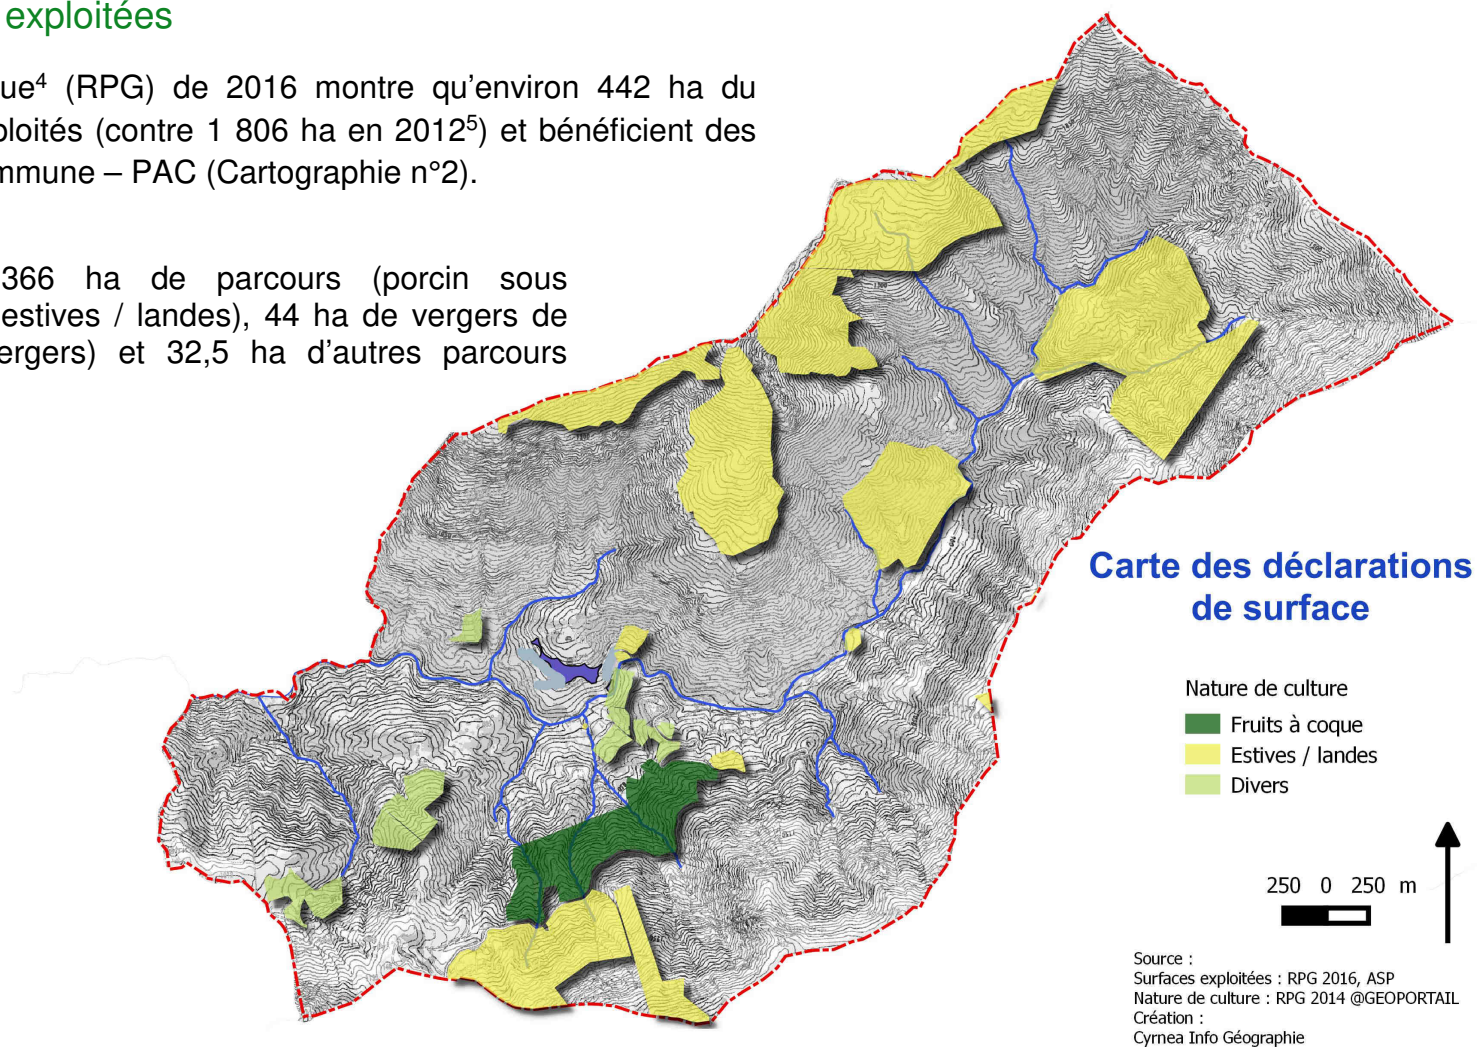 exploitées
ue⁴ (RPG) de 2016 montre qu'environ 442 ha du
ploités (contre 1 806 ha en 2012⁵) et bénéficient des
mmune – PAC (Cartographie n°2).
366 ha de parcours (porcin sous
estives / landes), 44 ha de vergers de
ergers) et 32,5 ha d'autres parcours
Carte des déclarations
de surface
Nature de culture
Fruits à coque
Estives / landes
Divers
250 0 250 m
Source :
Surfaces exploitées : RPG 2016, ASP
Nature de culture : RPG 2014 @GEOPORTAIL
Création :
Cyrnea Info Géographie